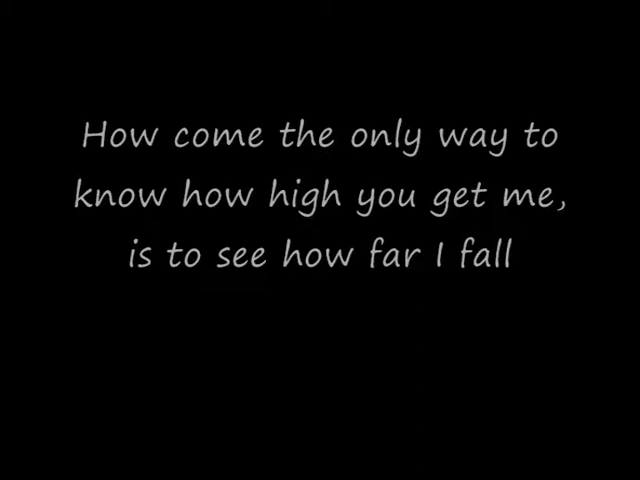 How come the only way to
know how high you get me,
is to see how far I fall